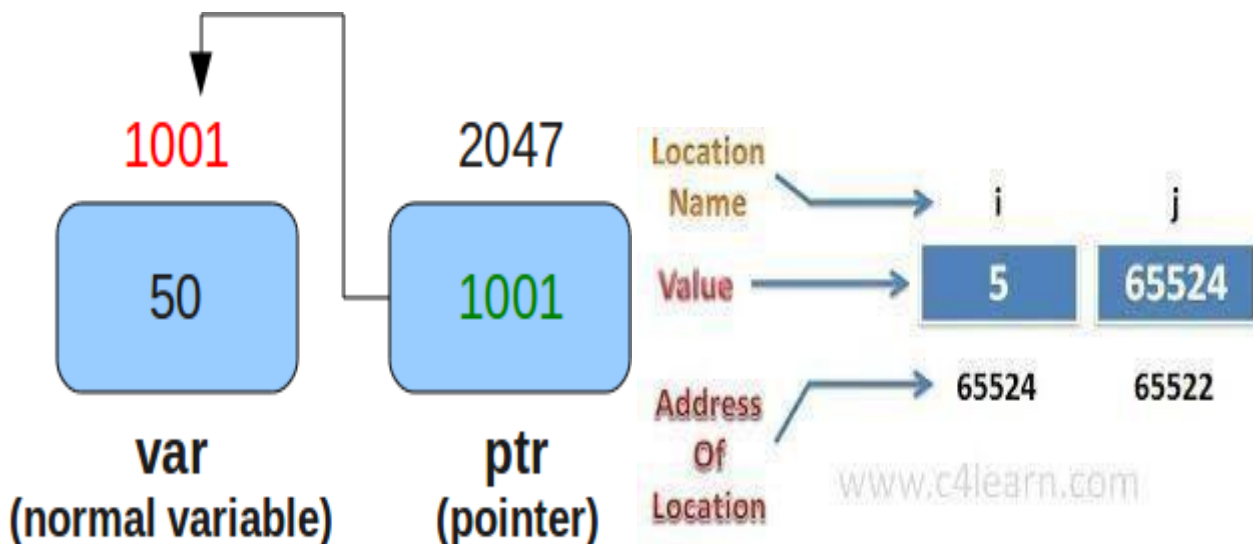 1001
2047
50
1001
var
(normal variable)
ptr
(pointer)
Location
Name
i
j
Value
5
65524
Address
Of
Location
65524
65522
www.c4learn.com